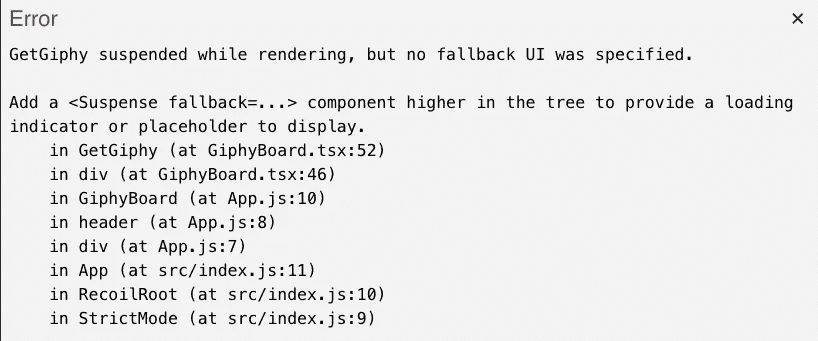 Error ×
GetGiphy suspended while rendering, but no fallback UI was specified.
Add a <Suspense fallback=...> component higher in the tree to provide a loading
indicator or placeholder to display.
    in GetGiphy (at GiphyBoard.tsx:52)
    in div (at GiphyBoard.tsx:46)
    in GiphyBoard (at App.js:10)
    in header (at App.js:8)
    in div (at App.js:7)
    in App (at src/index.js:11)
    in RecoilRoot (at src/index.js:10)
    in StrictMode (at src/index.js:9)